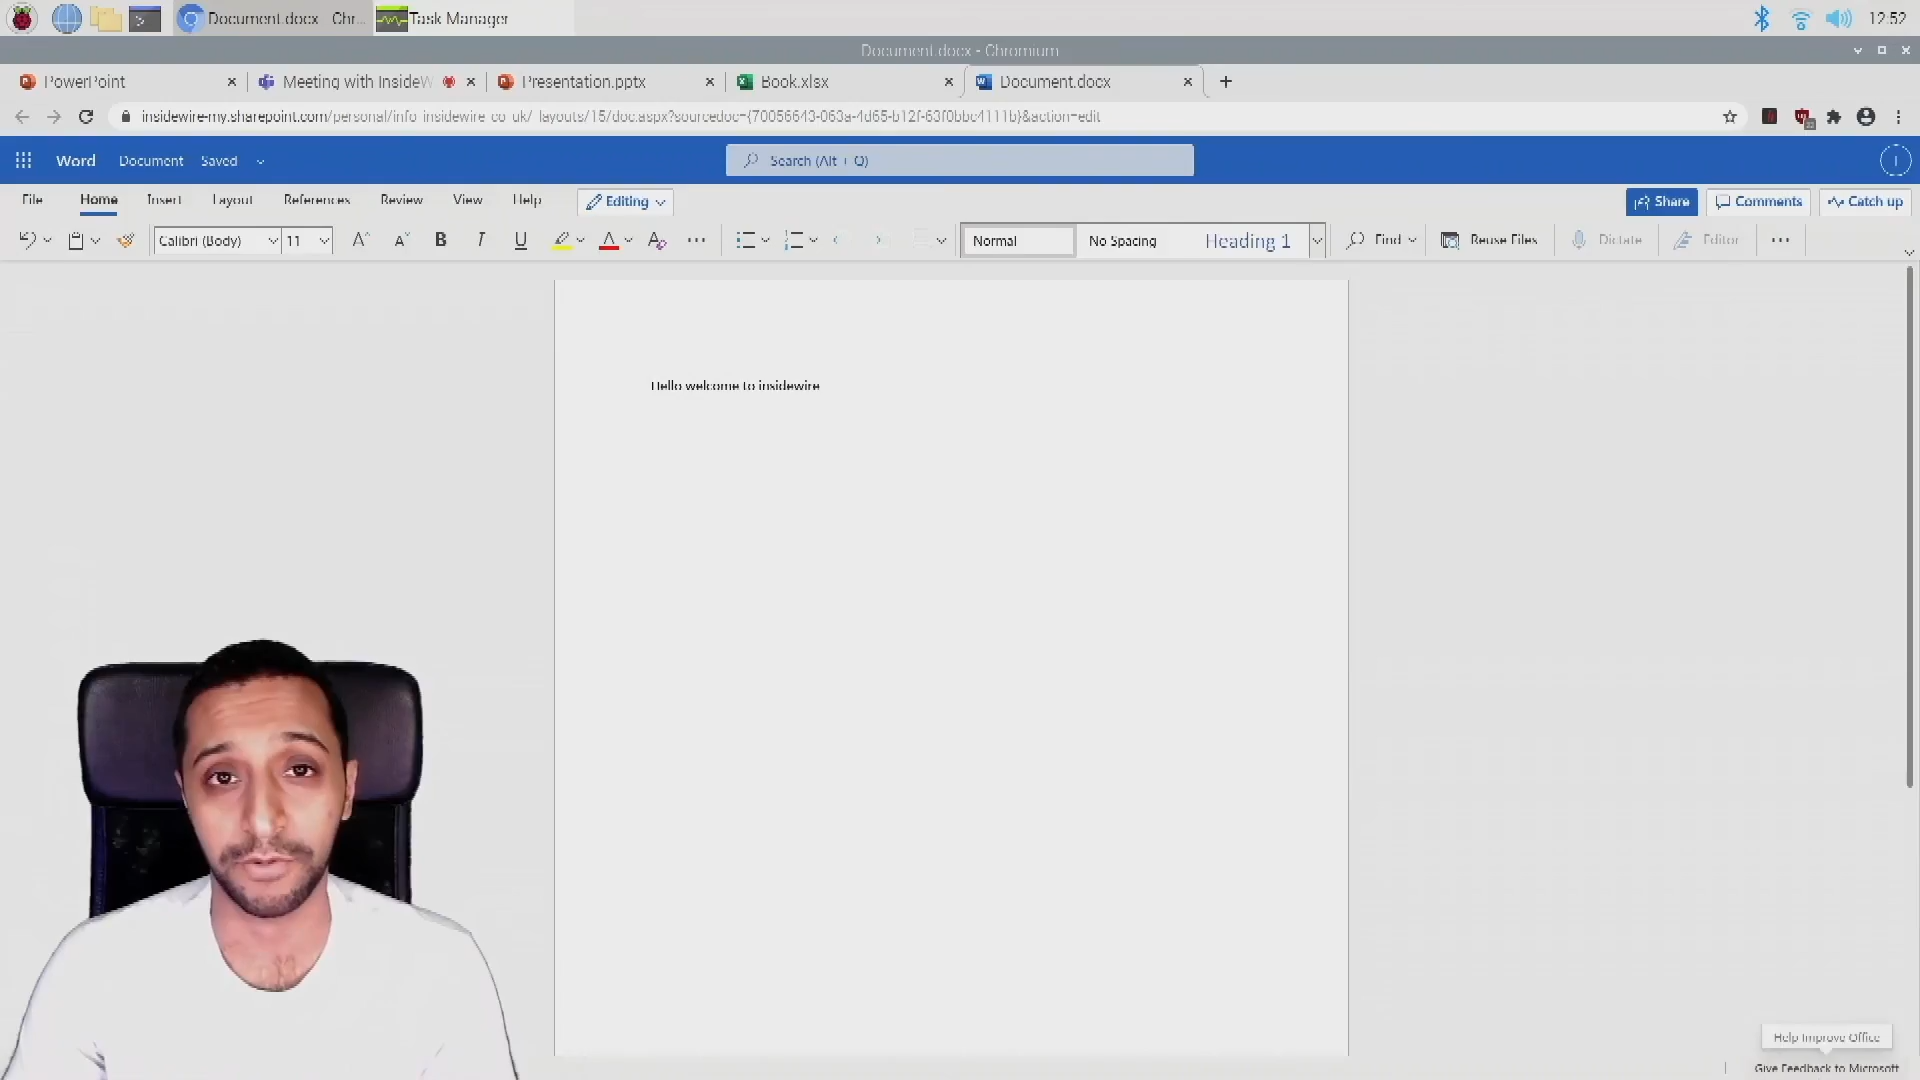 Document.docx - Chr...
Task Manager
12:52
Document.docx - Chromium
PowerPoint
Meeting with InsideW
Presentation.pptx
Book.xlsx
Document.docx
insidewire-my.sharepoint.com/personal/info_insidewire_co_uk/_layouts/15/doc.aspx?sourcedoc={70056643-063a-4d65-b12f-63f0bbc4111b}&action=edit
Word Document Saved
Search (Alt + Q)
File Home Insert Layout References Review View Help Editing
Share Comments Catch up
Calibri (Body) 11 B I U A
Normal No Spacing Heading 1
Find Reuse Files Dictate Editor
Hello welcome to insidewire
Help Improve Office
Give Feedback to Microsoft